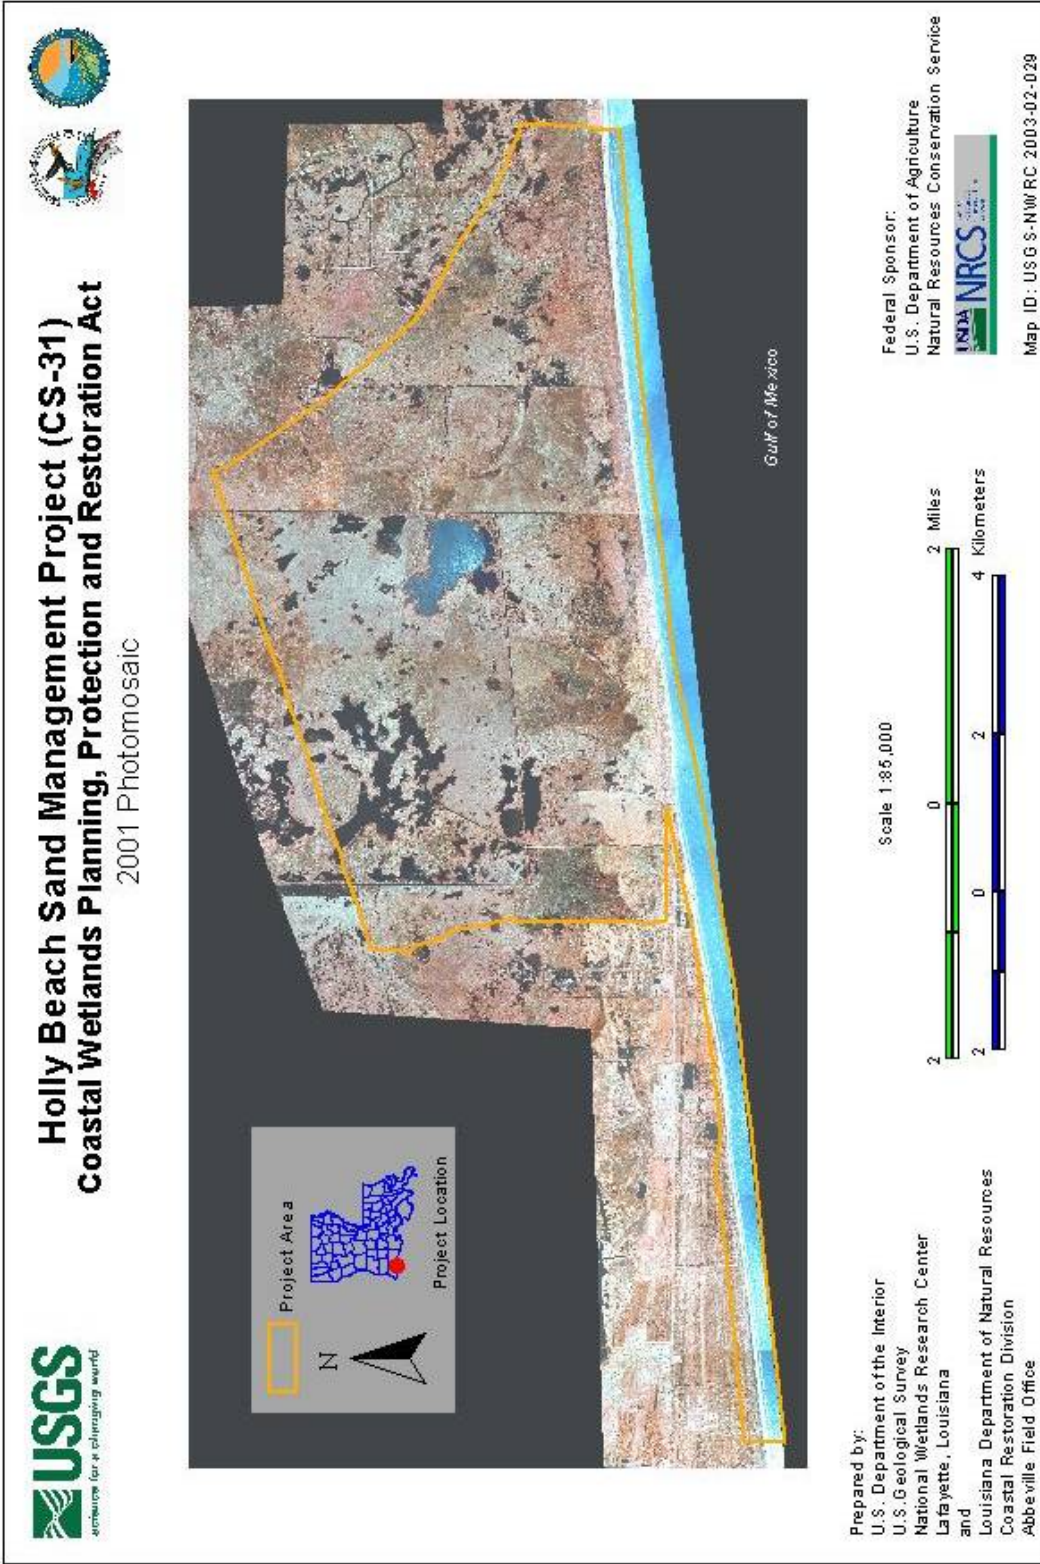 USGS
science for a changing world
Holly Beach Sand Management Project (CS-31)
Coastal Wetlands Planning, Protection and Restoration Act
2001 Photomosaic
Project Area
N
Project Location
Gulf of Mexico
Prepared by:
U.S. Department of the Interior
U.S. Geological Survey
National Wetlands Research Center
Lafayette, Louisiana
and
Louisiana Department of Natural Resources
Coastal Restoration Division
Abbeville Field Office
Scale 1:85,000
2 0 2 Miles
2 0 2 4 Kilometers
Federal Sponsor:
U.S. Department of Agriculture
Natural Resources Conservation Service
USDA NRCS
Map ID: USGS-NWRC 2003-02-029